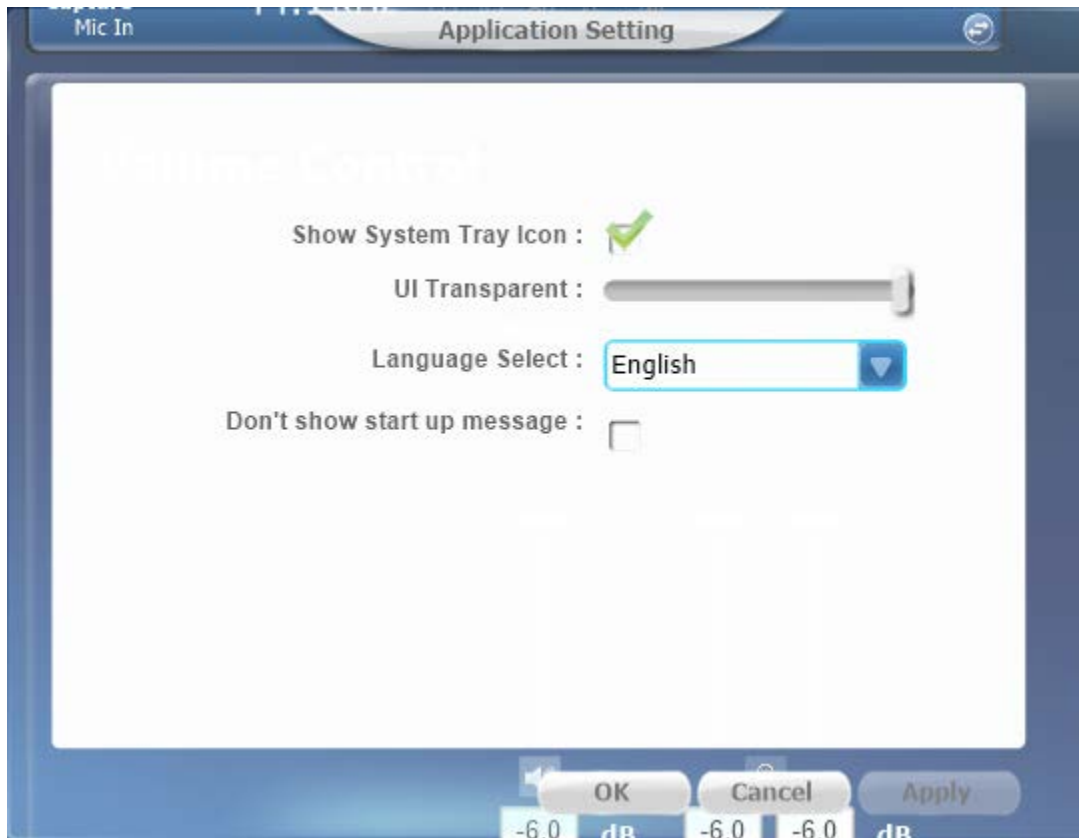 Mic In
Application Setting
Show System Tray Icon :
UI Transparent :
Language Select :
English
Don't show start up message :
OK
Cancel
Apply
-6.0 dB -6.0 -6.0 dB